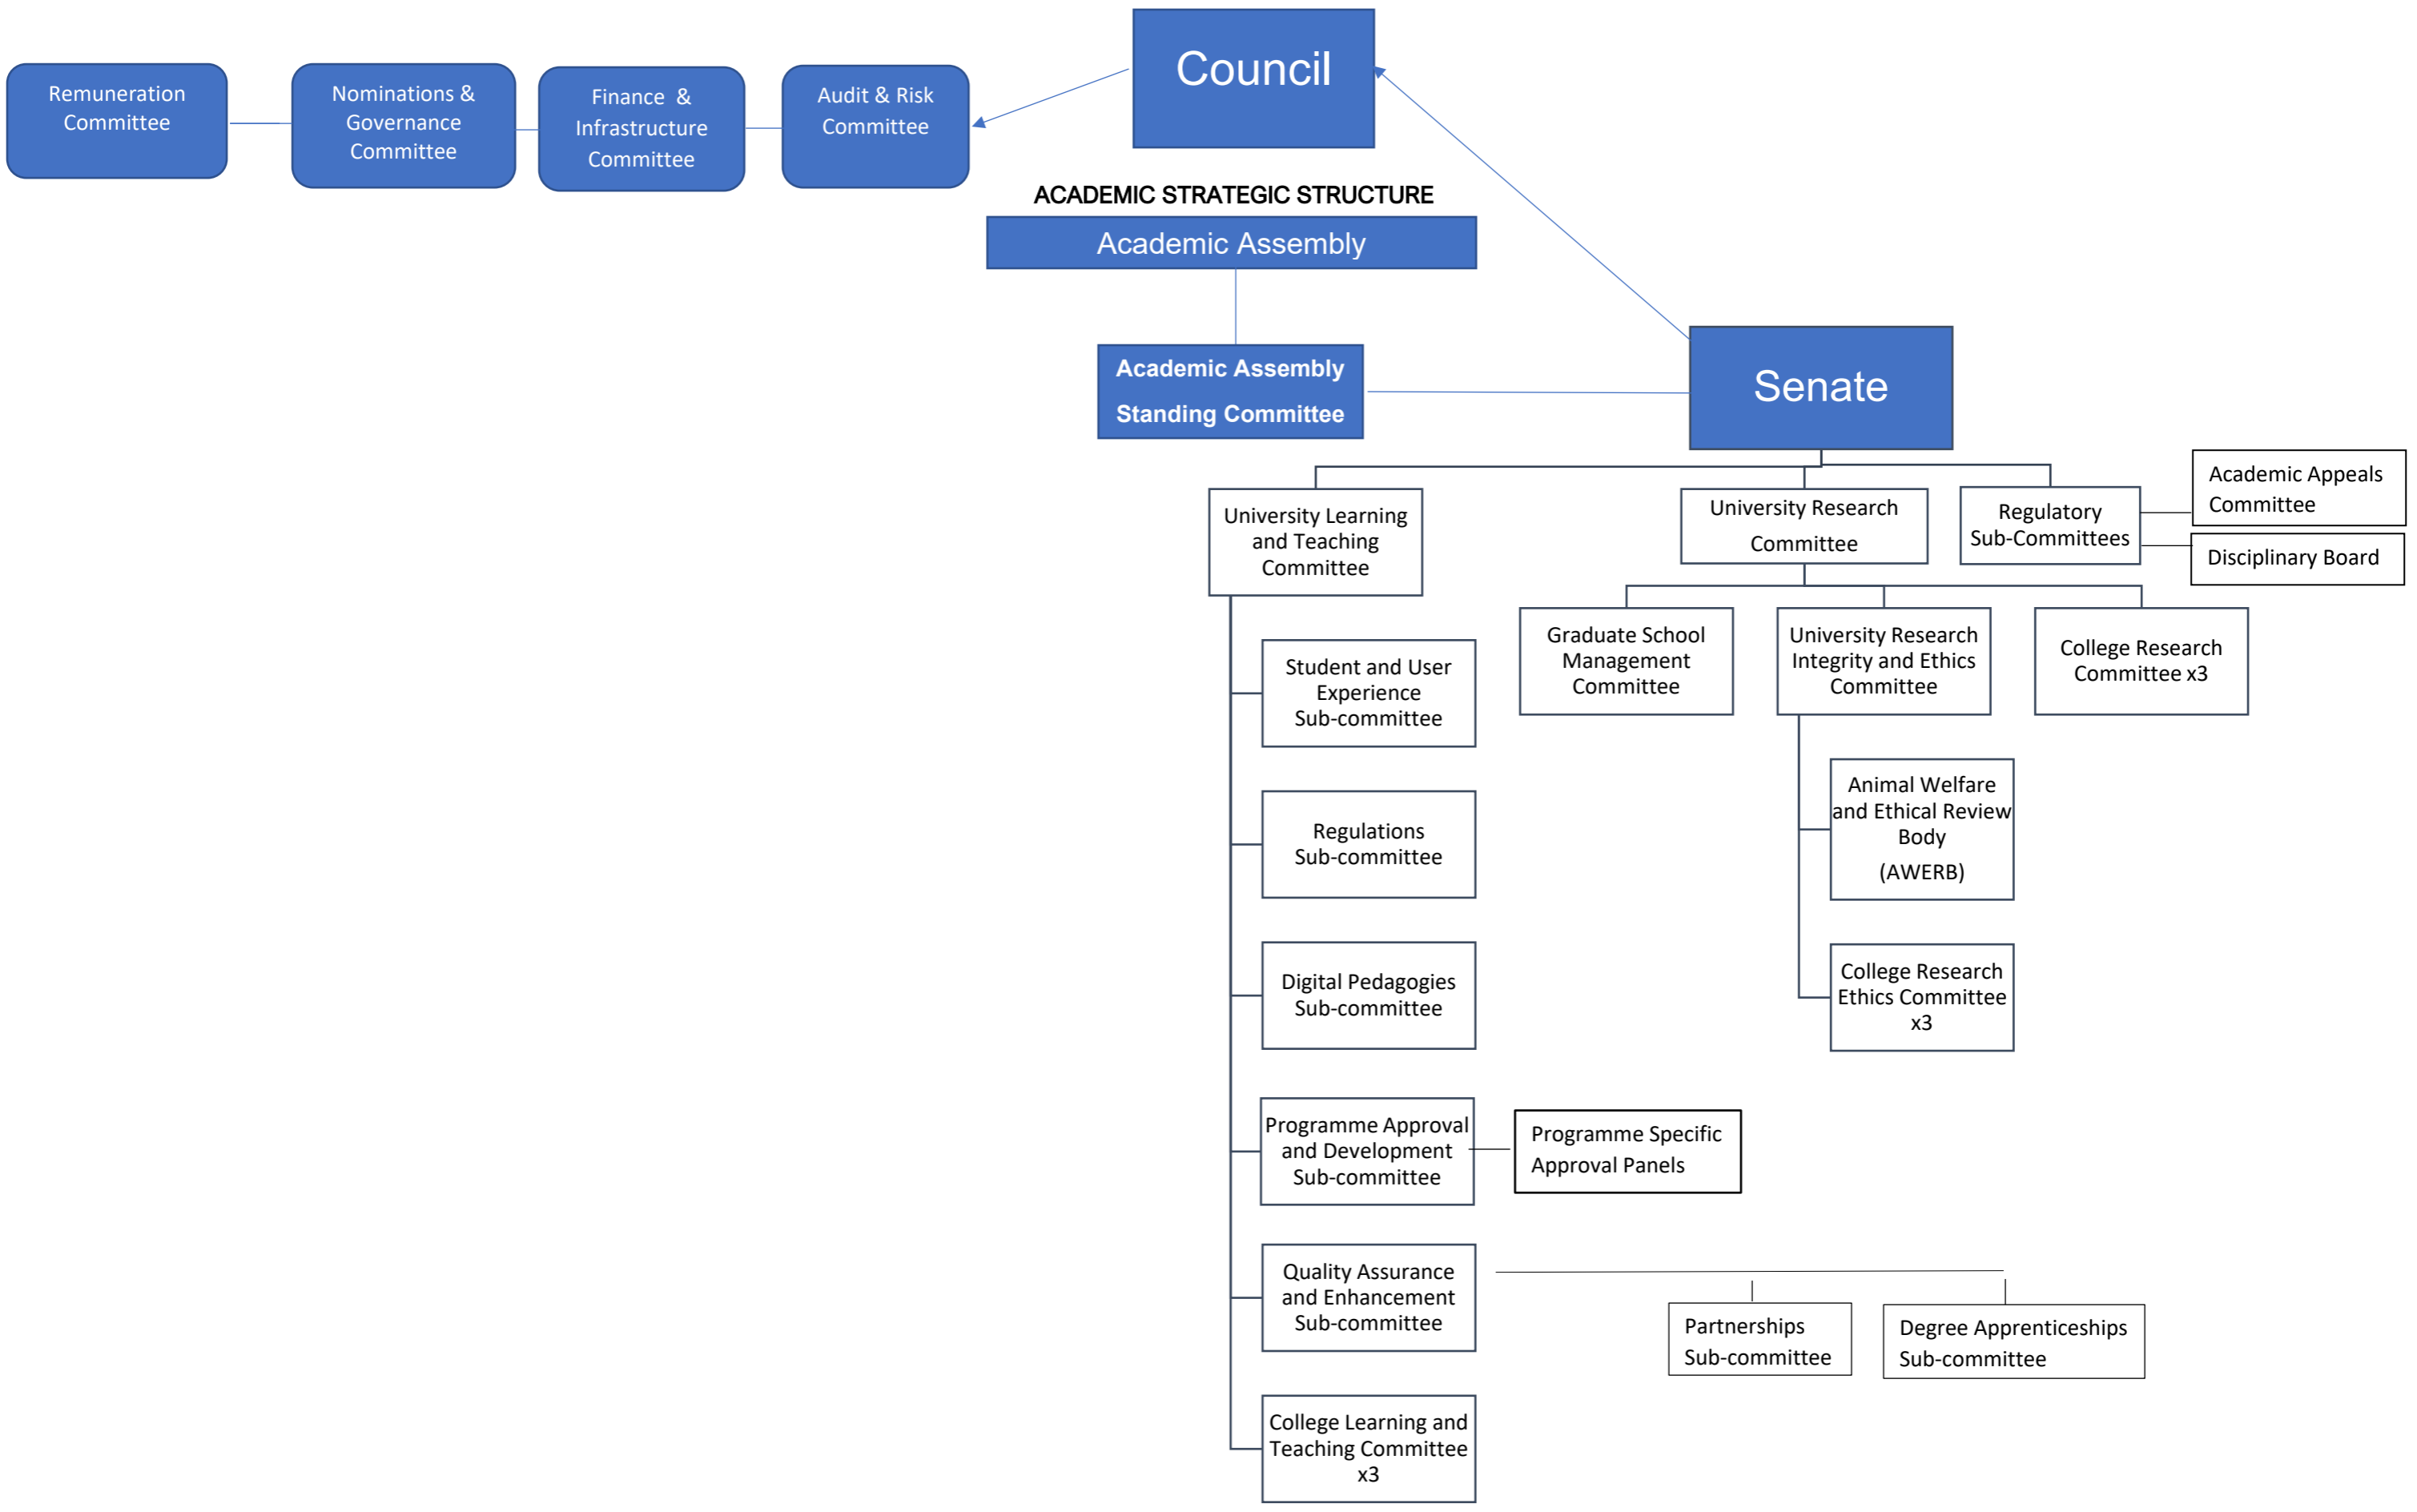 Council
Remuneration
Committee
Nominations &
Governance
Committee
Finance & 
Infrastructure
Committee
Audit & Risk
Committee
ACADEMIC STRATEGIC STRUCTURE
Academic Assembly
Academic Assembly
Standing Committee
Senate
University Learning
and Teaching
Committee
University Research
Committee
Regulatory
Sub-Committees
Academic Appeals
Committee
Disciplinary Board
Graduate School
Management
Committee
University Research
Integrity and Ethics
Committee
College Research
Committee x3
Student and User
Experience
Sub-committee
Animal Welfare
and Ethical Review
Body
(AWERB)
Regulations
Sub-committee
College Research
Ethics Committee
x3
Digital Pedagogies
Sub-committee
Programme Approval
and Development
Sub-committee
Programme Specific
Approval Panels
Quality Assurance
and Enhancement
Sub-committee
Partnerships
Sub-committee
Degree Apprenticeships
Sub-committee
College Learning and
Teaching Committee
x3